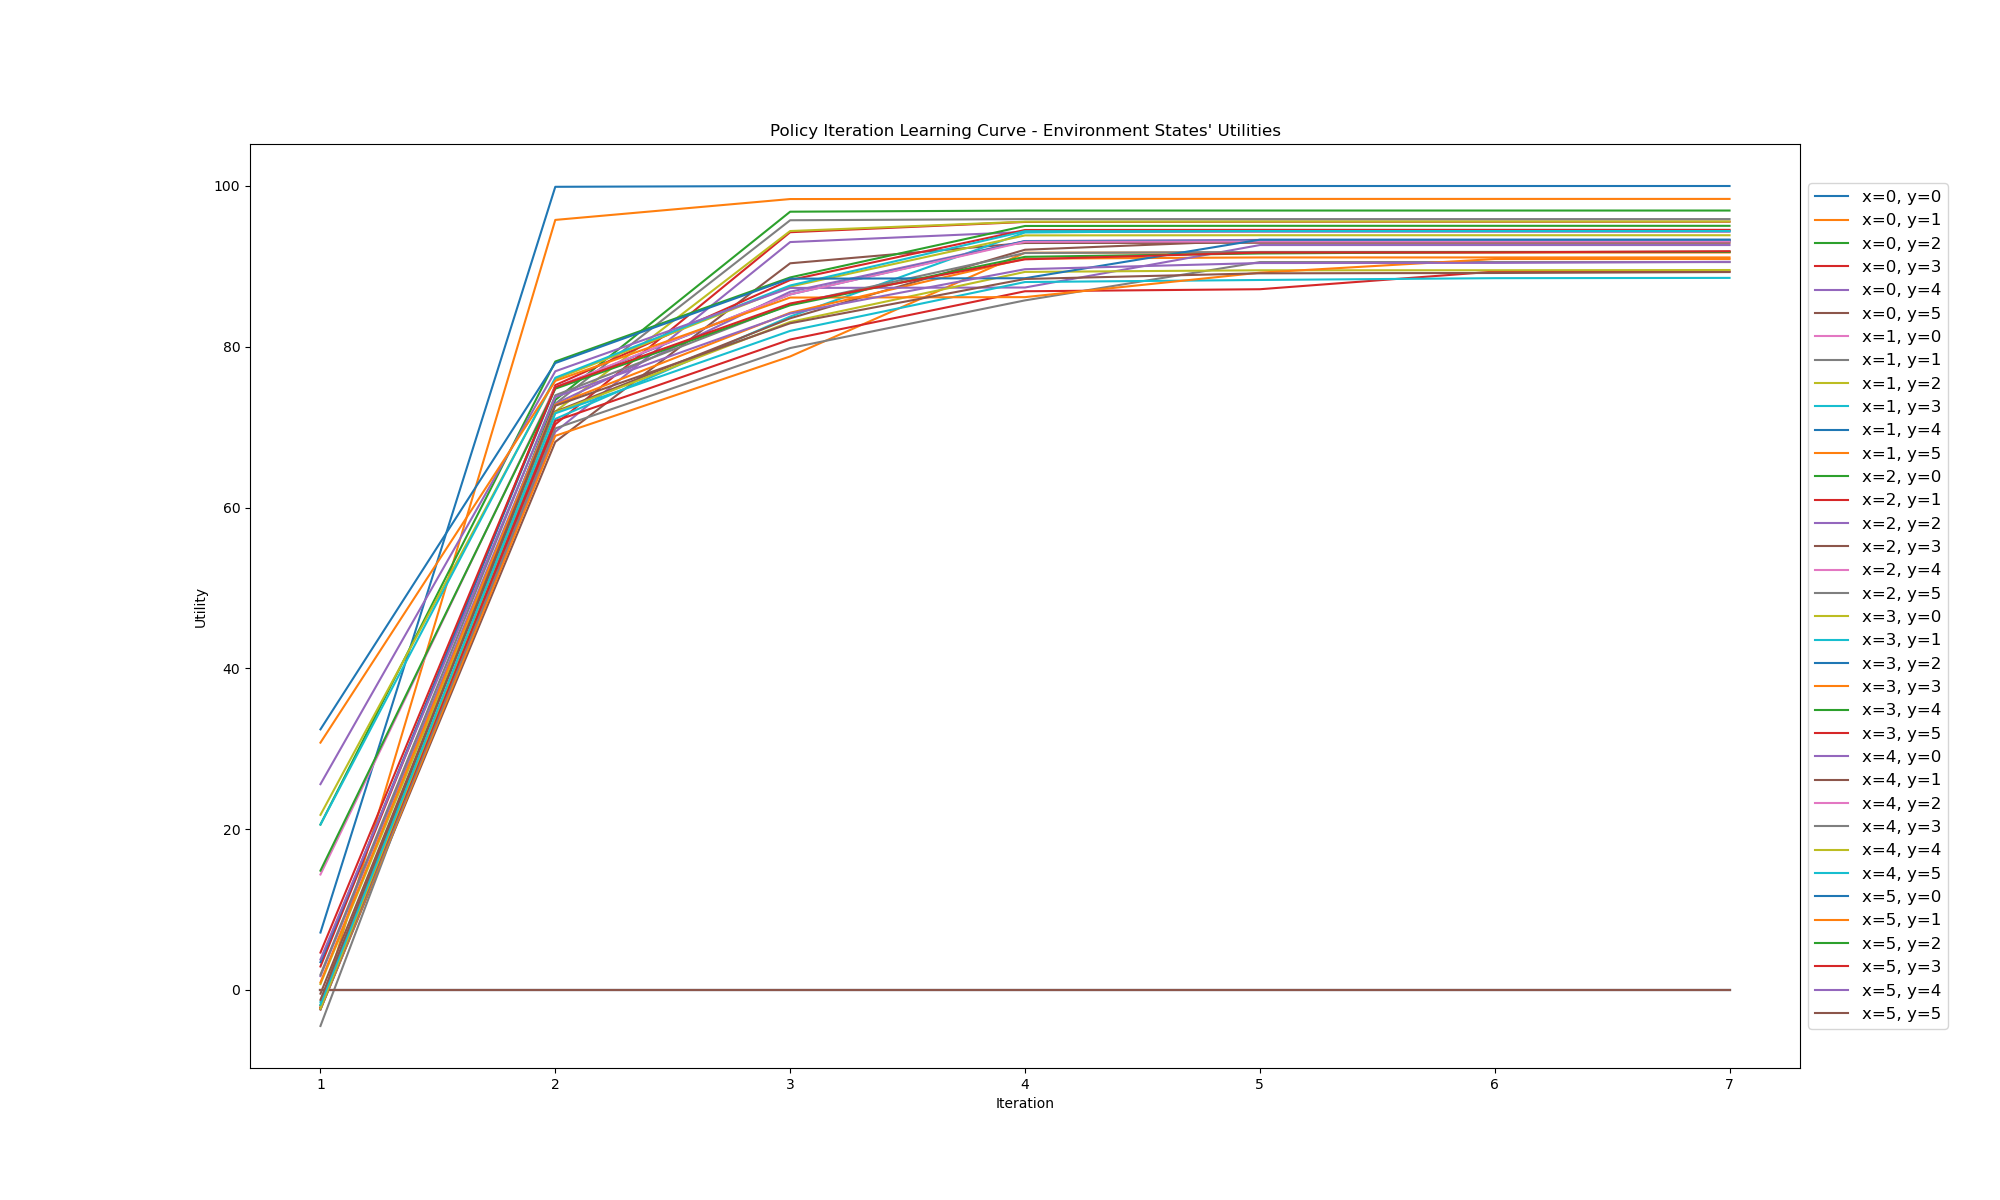 Policy Iteration Learning Curve - Environment States' Utilities
100
80
60
40
20
0
Utility
1 2 3 4 5 6 7
Iteration
x=0, y=0
x=0, y=1
x=0, y=2
x=0, y=3
x=0, y=4
x=0, y=5
x=1, y=0
x=1, y=1
x=1, y=2
x=1, y=3
x=1, y=4
x=1, y=5
x=2, y=0
x=2, y=1
x=2, y=2
x=2, y=3
x=2, y=4
x=2, y=5
x=3, y=0
x=3, y=1
x=3, y=2
x=3, y=3
x=3, y=4
x=3, y=5
x=4, y=0
x=4, y=1
x=4, y=2
x=4, y=3
x=4, y=4
x=4, y=5
x=5, y=0
x=5, y=1
x=5, y=2
x=5, y=3
x=5, y=4
x=5, y=5